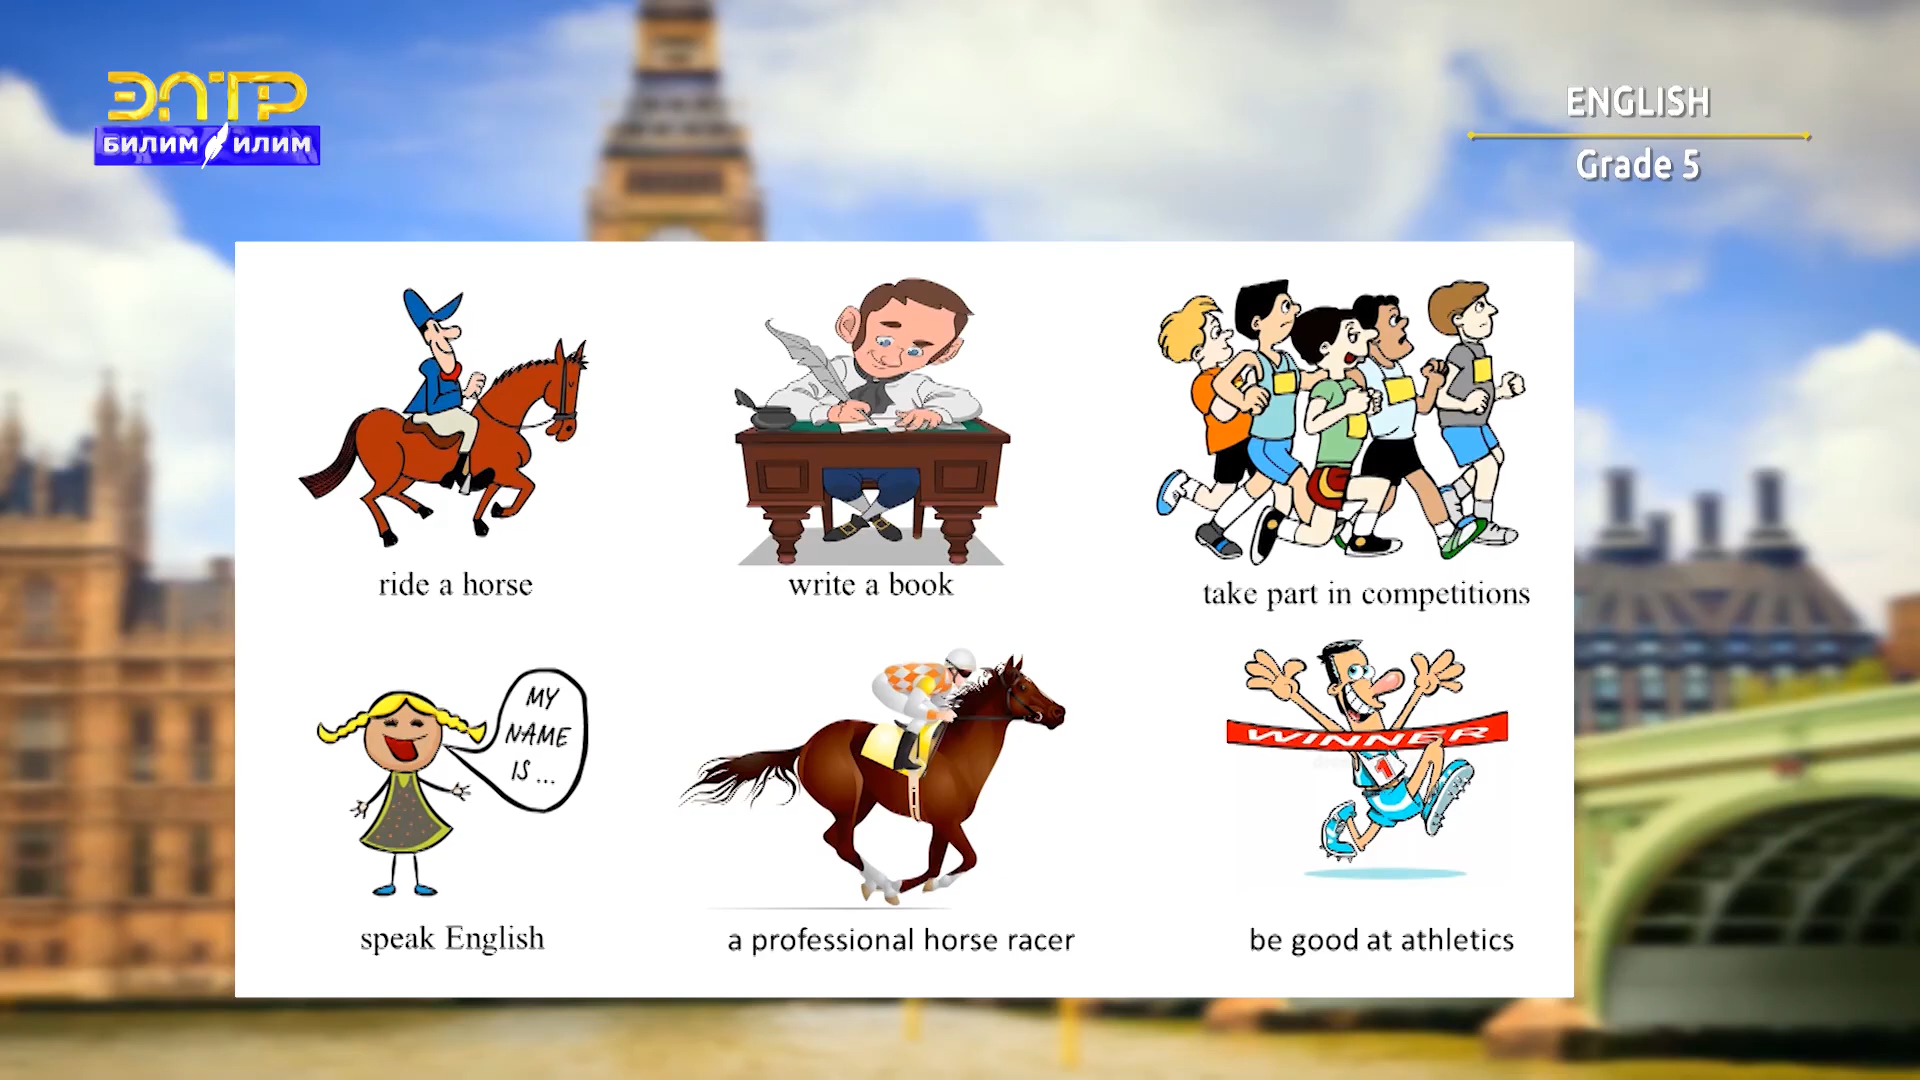 ЭЛТР
БИЛИМ ИЛИМ
ENGLISH
Grade 5
ride a horse
write a book
take part in competitions
MY
NAME
IS ...
WINNER
1
speak English
a professional horse racer
be good at athletics